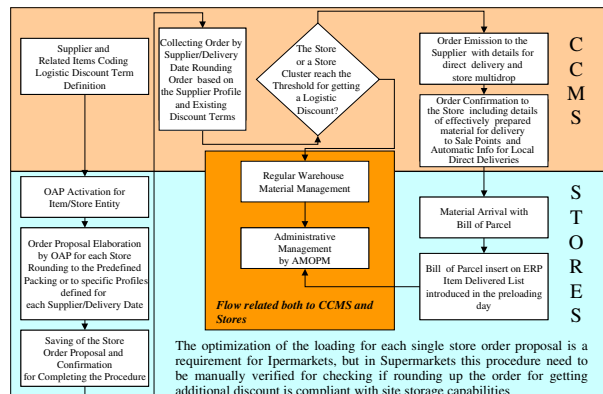 Supplier and
Related Items Coding
Logistic Discount Term
Definition
Collecting Order by
Supplier/Delivery
Date Rounding
Order based on
the Supplier Profile
and Existing
Discount Terms
The Store
or a Store
Cluster reach the
Threshold for getting
a Logistic
Discount?
Order Emission to the
Supplier with details for
direct delivery and
store multidrop
Order Confirmation to
the Store including details
of effectively prepared
material for delivery
to Sale Points and
Automatic Info for Local
Direct Deliveries
C
C
M
S
OAP Activation for
Item/Store Entity
Order Proposal Elaboration
by OAP for each Store
Rounding to the Predefined
Packing or to specific Profiles
defined for
each Supplier/Delivery Date
Saving of the Store
Order Proposal and
Confirmation
for Completing the Procedure
Regular Warehouse
Material Management
Administrative
Management
by AMOPM
Flow related both to CCMS and
Stores
Material Arrival with
Bill of Parcel
Bill of Parcel insert on ERP
Item Delivered List
introduced in the preloading
day
S
T
O
R
E
S
The optimization of the loading for each single store order proposal is a
requirement for Ipermarkets, but in Supermarkets this procedure need to
be manually verified for checking if rounding up the order for getting
additional discount is compliant with site storage capabilities